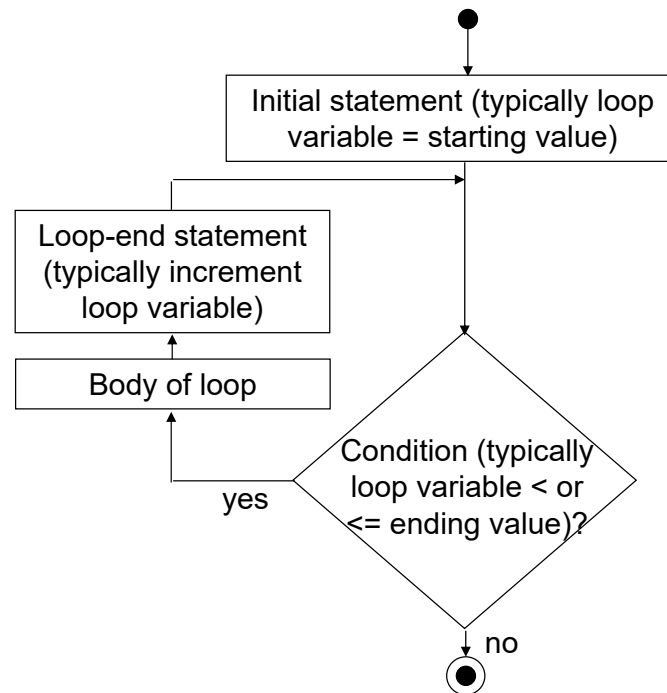 Initial statement (typically loop
variable = starting value)
Loop-end statement
(typically increment
loop variable)
Body of loop
Condition (typically
loop variable < or
<= ending value)?
yes
no